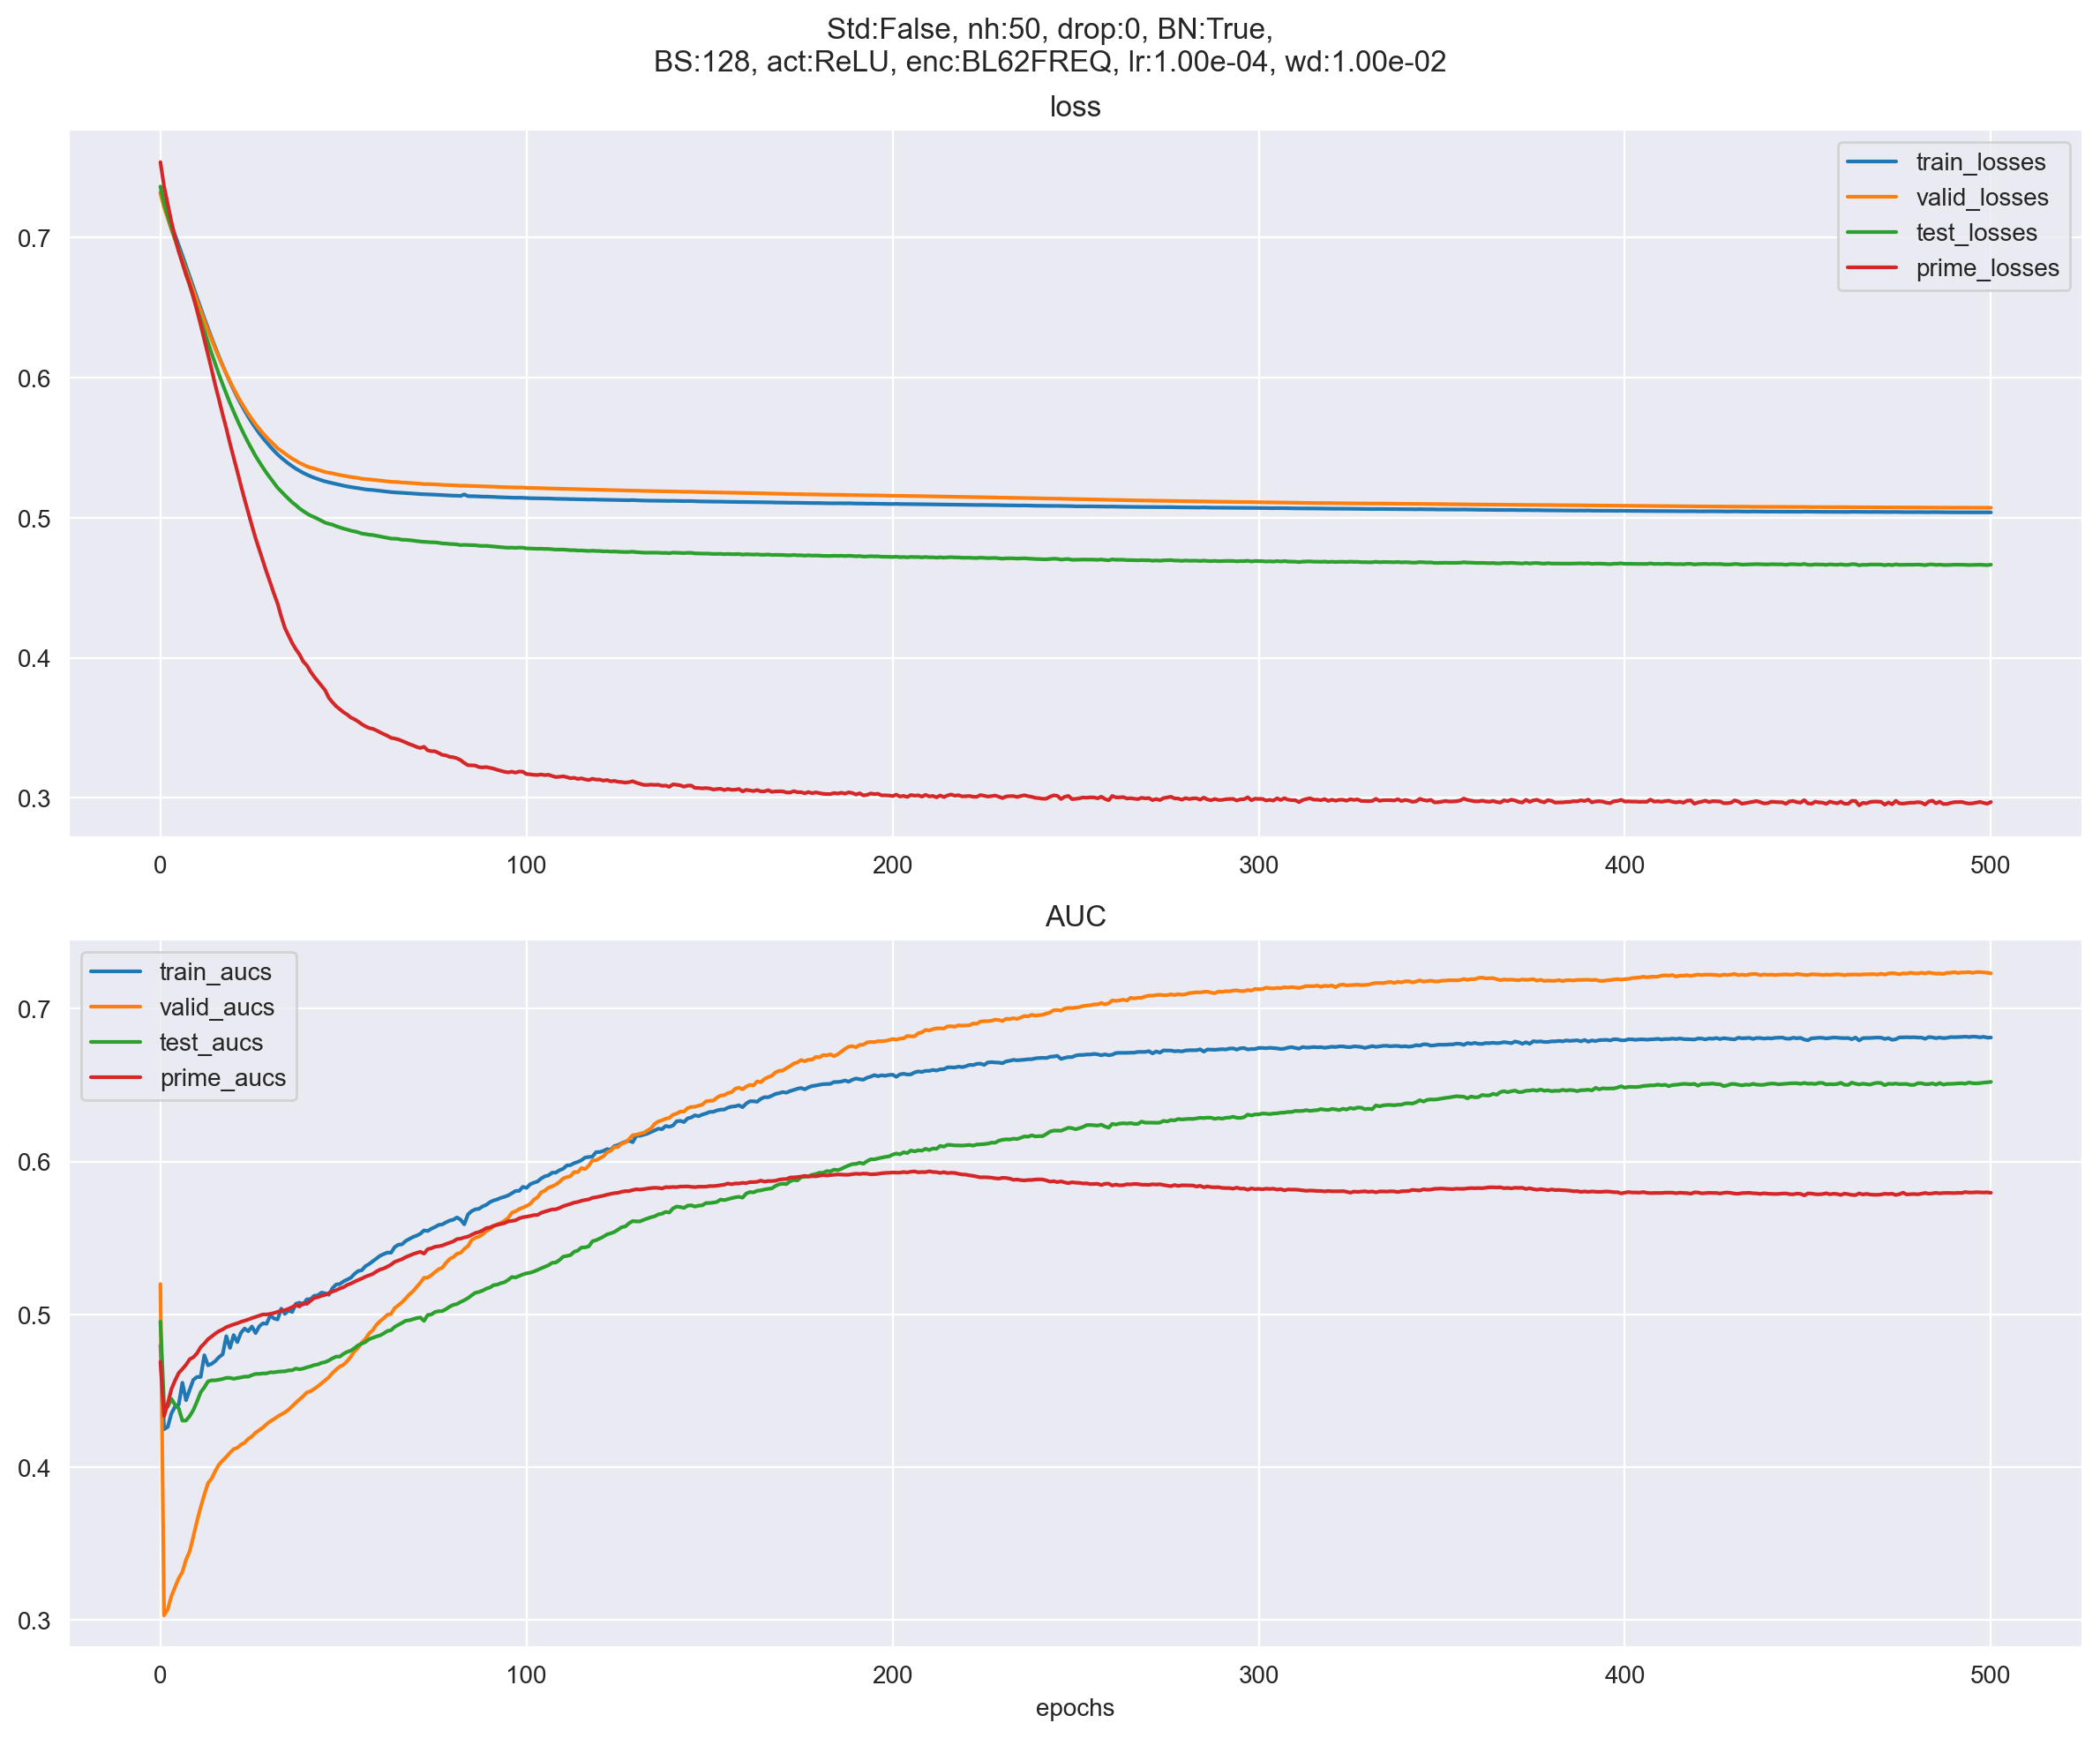 Std:False, nh:50, drop:0, BN:True,
BS:128, act:ReLU, enc:BL62FREQ, lr:1.00e-04, wd:1.00e-02
loss
train_losses
valid_losses
test_losses
prime_losses
0.7
0.6
0.5
0.4
0.3
0 100 200 300 400 500
AUC
train_aucs
valid_aucs
test_aucs
prime_aucs
0.7
0.6
0.5
0.4
0.3
0 100 200 300 400 500
epochs